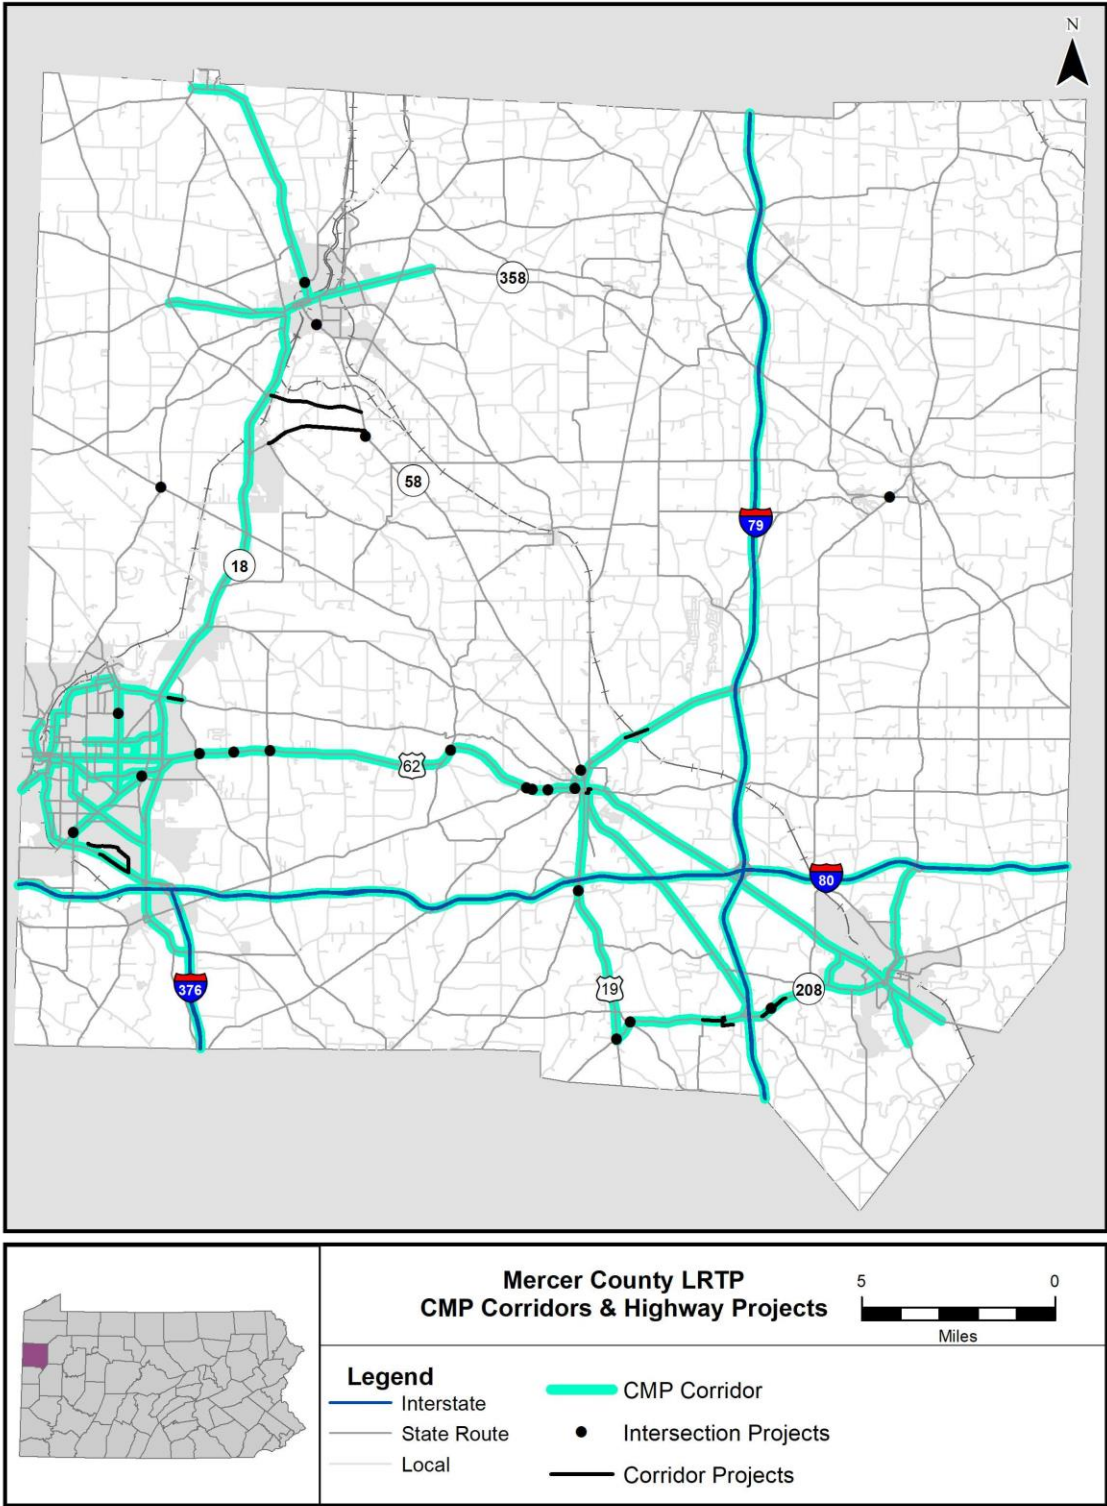 N
358
58
79
18
62
80
376
19
208
Mercer County LRTP
CMP Corridors & Highway Projects
5 0
Miles
Legend
Interstate
State Route
Local
CMP Corridor
Intersection Projects
Corridor Projects